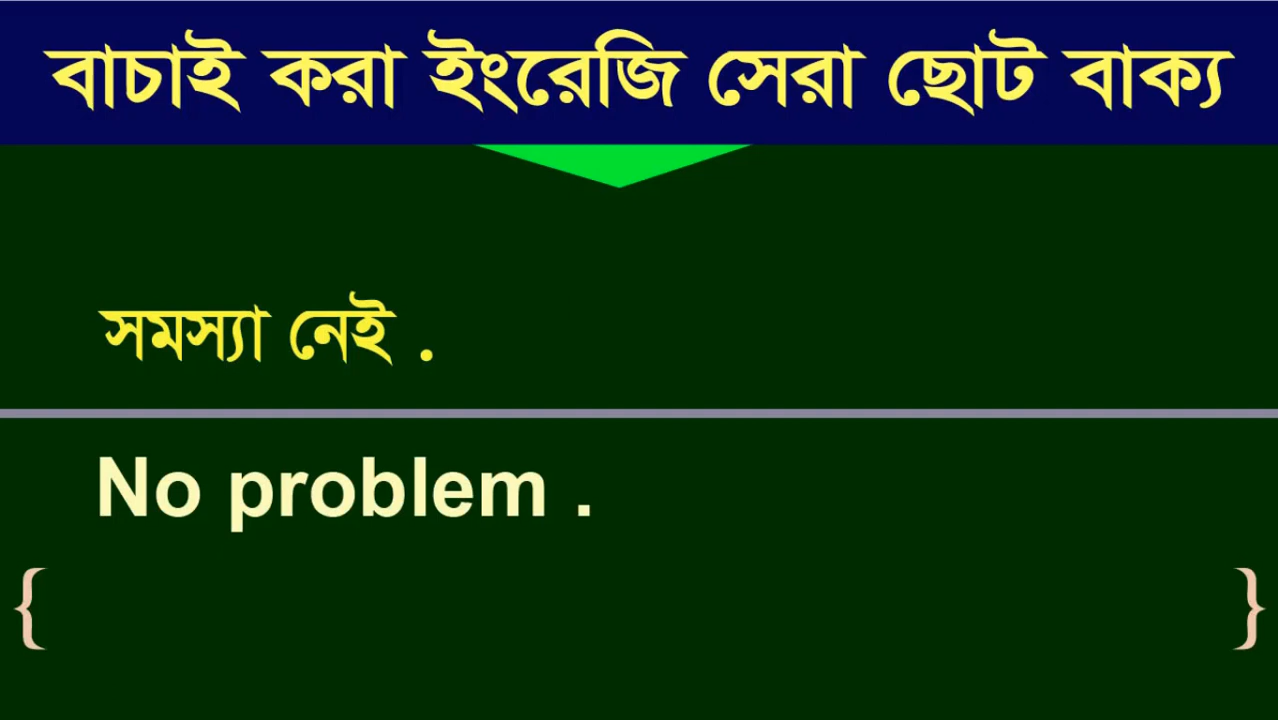 বাচাই করা ইংরেজি সেরা ছোট বাক্য
সমস্যা নেই .
No problem .
{ }